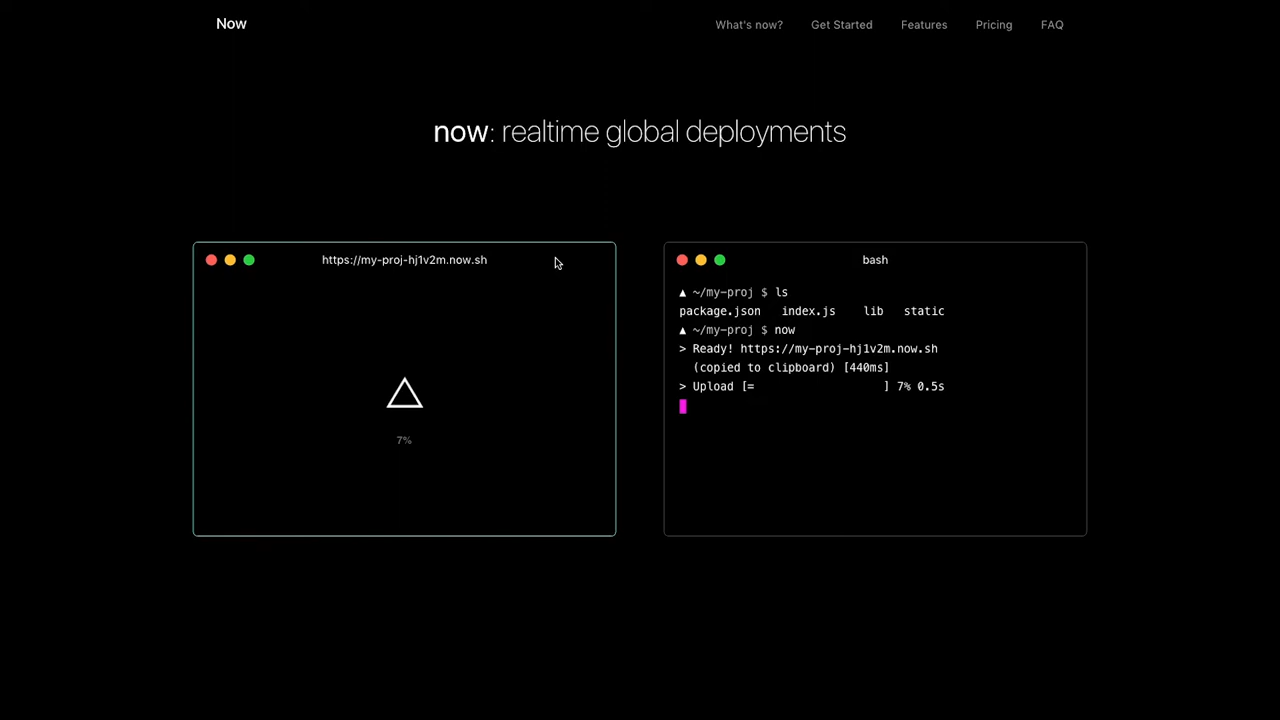 Now
What's now? Get Started Features Pricing FAQ
now: realtime global deployments
https://my-proj-hj1v2m.now.sh
7%
bash
▲ ~/my-proj $ ls
package.json index.js lib static
▲ ~/my-proj $ now
> Ready! https://my-proj-hj1v2m.now.sh
(copied to clipboard) [440ms]
> Upload [= ] 7% 0.5s